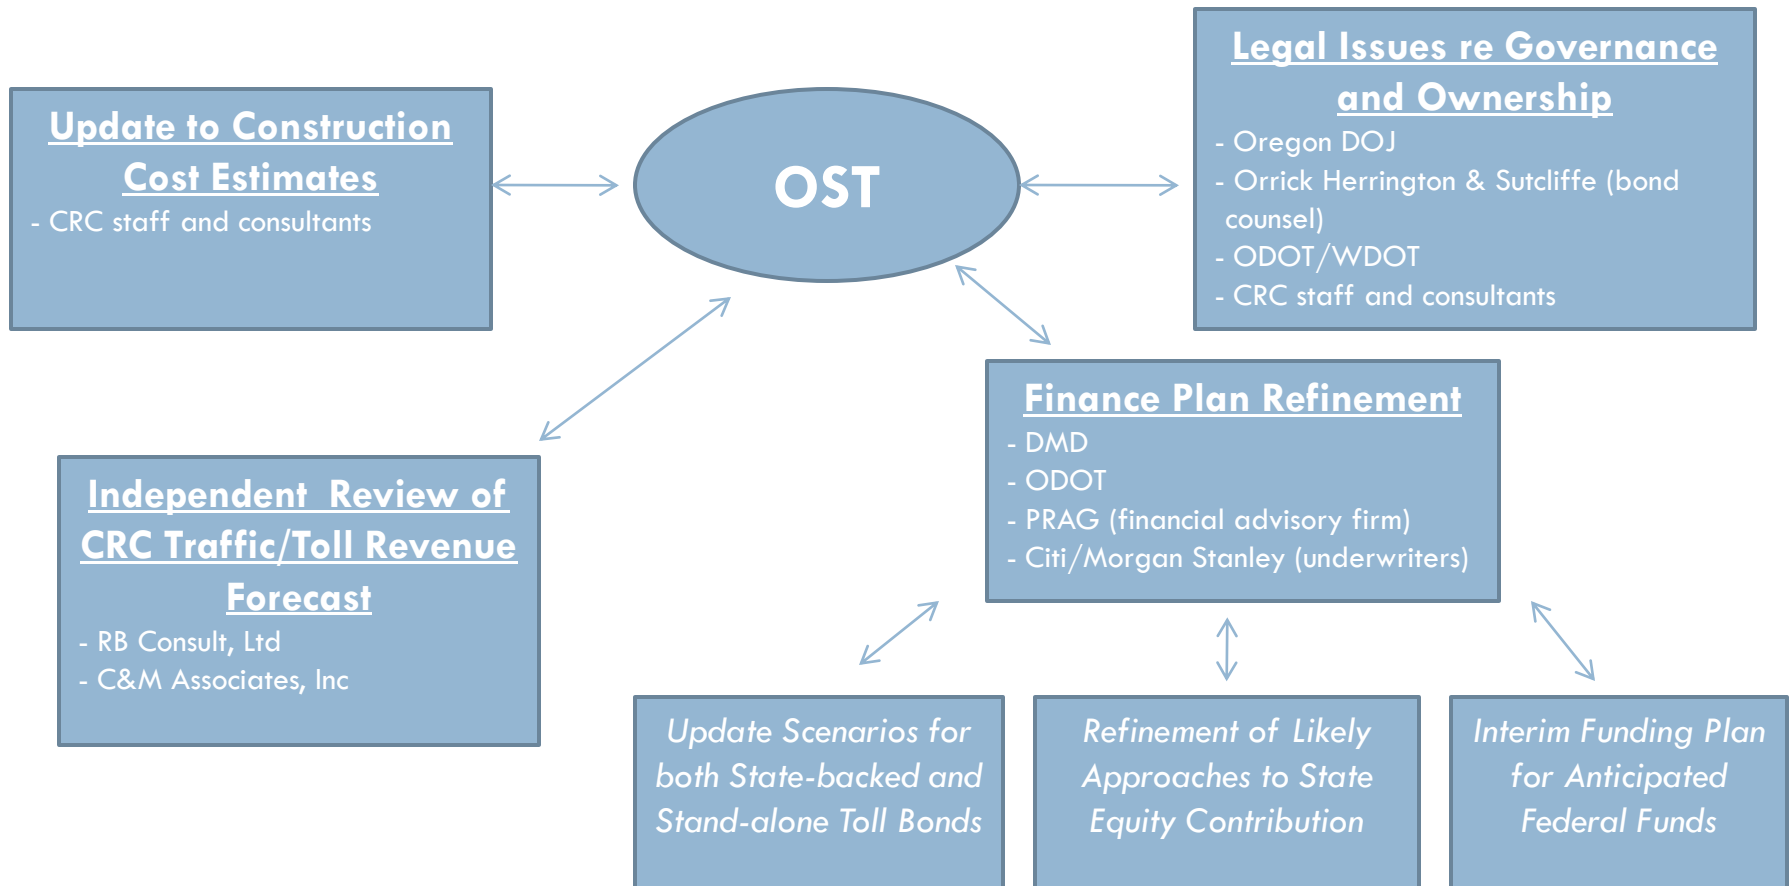 Update to Construction
Cost Estimates
- CRC staff and consultants
OST
Legal Issues re Governance
and Ownership
- Oregon DOJ
- Orrick Herrington & Sutcliffe (bond
counsel)
- ODOT/WDOT
- CRC staff and consultants
Finance Plan Refinement
- DMD
- ODOT
- PRAG (financial advisory firm)
- Citi/Morgan Stanley (underwriters)
Independent Review of
CRC Traffic/Toll Revenue
Forecast
- RB Consult, Ltd
- C&M Associates, Inc
Update Scenarios for
both State-backed and
Stand-alone Toll Bonds
Refinement of Likely
Approaches to State
Equity Contribution
Interim Funding Plan
for Anticipated
Federal Funds